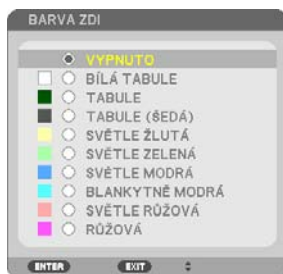 BARVA ZDI
VYPNUTO
BÍLÁ TABULE
TABULE
TABULE (ŠEDÁ)
SVĚTLE ŽLUTÁ
SVĚTLE ZELENÁ
SVĚTLE MODRÁ
BLANKYTNĚ MODRÁ
SVĚTLE RŮŽOVÁ
RŮŽOVÁ
ENTER EXIT